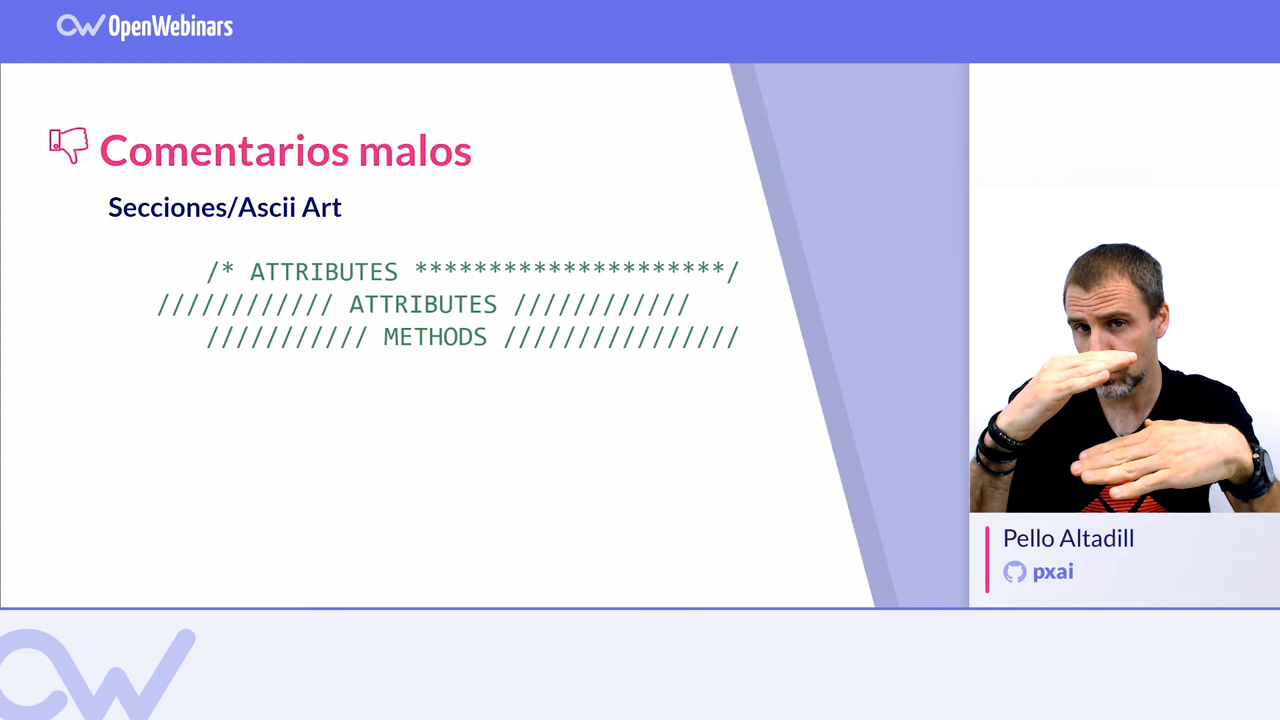 OpenWebinars
Comentarios malos
Secciones/Ascii Art
/* ATTRIBUTES *********************/
//////////// ATTRIBUTES ////////////
/////////// METHODS ////////////////
Pello Altadill
pxai